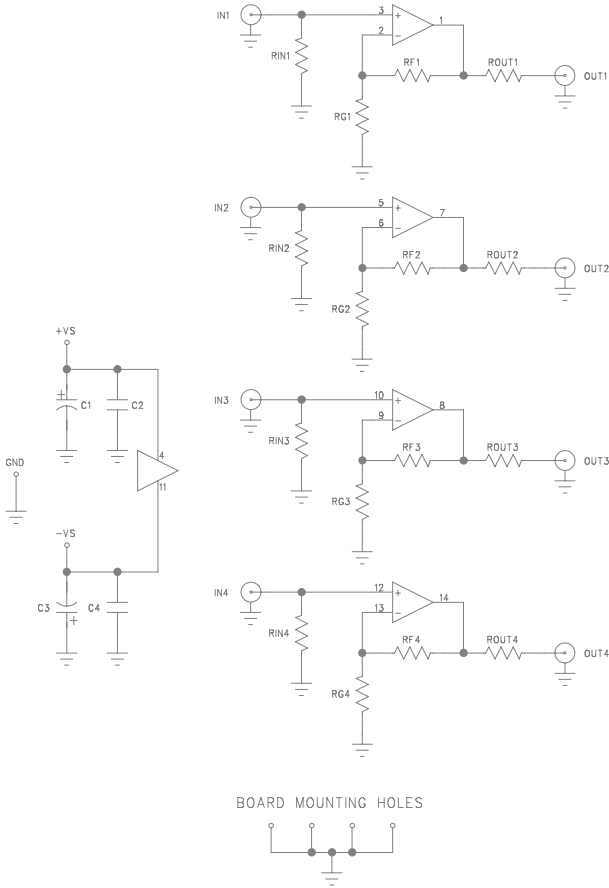 IN1
3
+
2
−
1
RIN1
RF1
ROUT1
OUT1
RG1
IN2
5
+
6
−
7
RIN2
RF2
ROUT2
OUT2
RG2
+VS
+
C1
C2
IN3
10
+
9
−
8
RIN3
RF3
ROUT3
OUT3
RG3
4
11
GND
−VS
C3
+
C4
IN4
12
+
13
−
14
RIN4
RF4
ROUT4
OUT4
RG4
BOARD MOUNTING HOLES